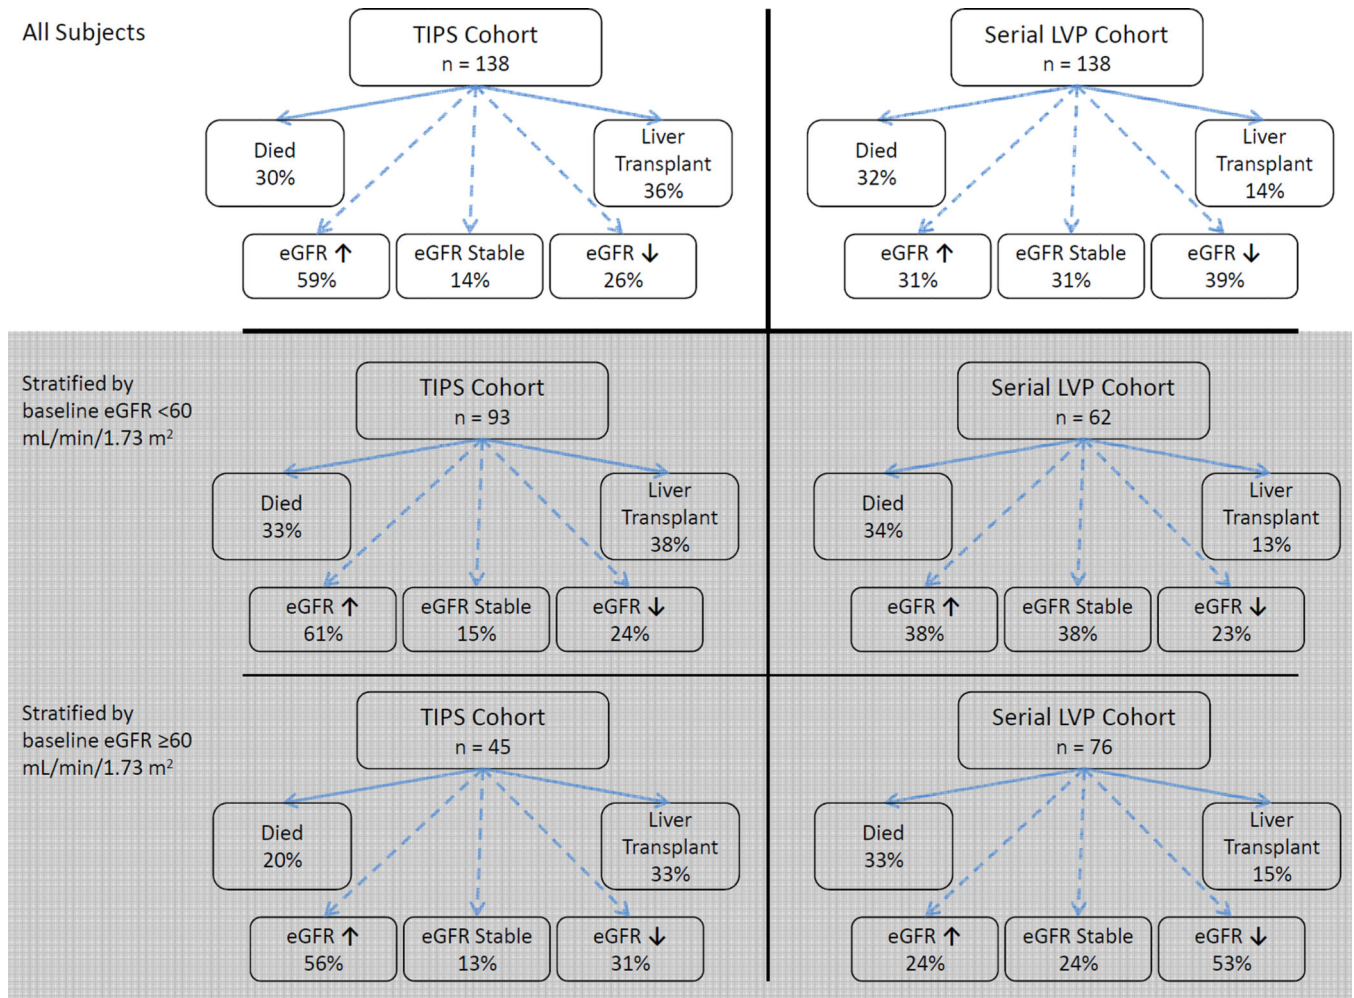 All Subjects
TIPS Cohort
n = 138
Died
30%
Liver
Transplant
36%
eGFR ↑
59%
eGFR Stable
14%
eGFR ↓
26%
Serial LVP Cohort
n = 138
Died
32%
Liver
Transplant
14%
eGFR ↑
31%
eGFR Stable
31%
eGFR ↓
39%
Stratified by
baseline eGFR <60
mL/min/1.73 m²
TIPS Cohort
n = 93
Died
33%
Liver
Transplant
38%
eGFR ↑
61%
eGFR Stable
15%
eGFR ↓
24%
Serial LVP Cohort
n = 62
Died
34%
Liver
Transplant
13%
eGFR ↑
38%
eGFR Stable
38%
eGFR ↓
23%
Stratified by
baseline eGFR ≥60
mL/min/1.73 m²
TIPS Cohort
n = 45
Died
20%
Liver
Transplant
33%
eGFR ↑
56%
eGFR Stable
13%
eGFR ↓
31%
Serial LVP Cohort
n = 76
Died
33%
Liver
Transplant
15%
eGFR ↑
24%
eGFR Stable
24%
eGFR ↓
53%